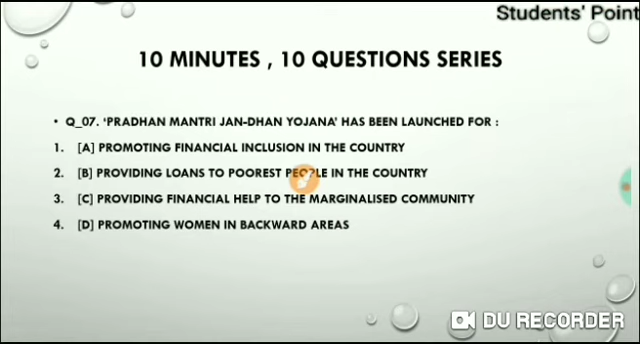 Students' Point
10 MINUTES , 10 QUESTIONS SERIES
• Q_07. 'PRADHAN MANTRI JAN-DHAN YOJANA' HAS BEEN LAUNCHED FOR :
1. [A] PROMOTING FINANCIAL INCLUSION IN THE COUNTRY
2. [B] PROVIDING LOANS TO POOREST PEOPLE IN THE COUNTRY
3. [C] PROVIDING FINANCIAL HELP TO THE MARGINALISED COMMUNITY
4. [D] PROMOTING WOMEN IN BACKWARD AREAS
DU RECORDER